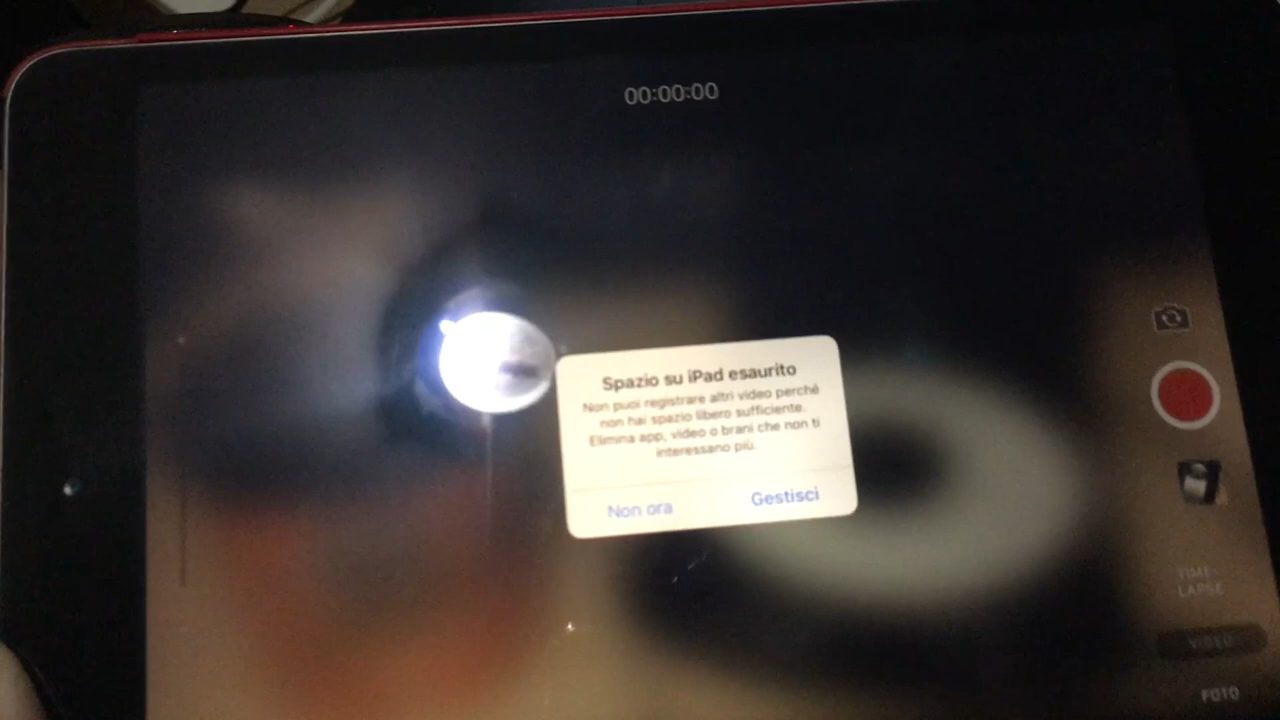 00:00:00
Spazio su iPad esaurito
Non puoi registrare altri video perché
non hai spazio libero sufficiente.
Elimina app, video o brani che non ti
interessano più.
Non ora
Gestisci
TIME-
LAPSE
VIDEO
FOTO